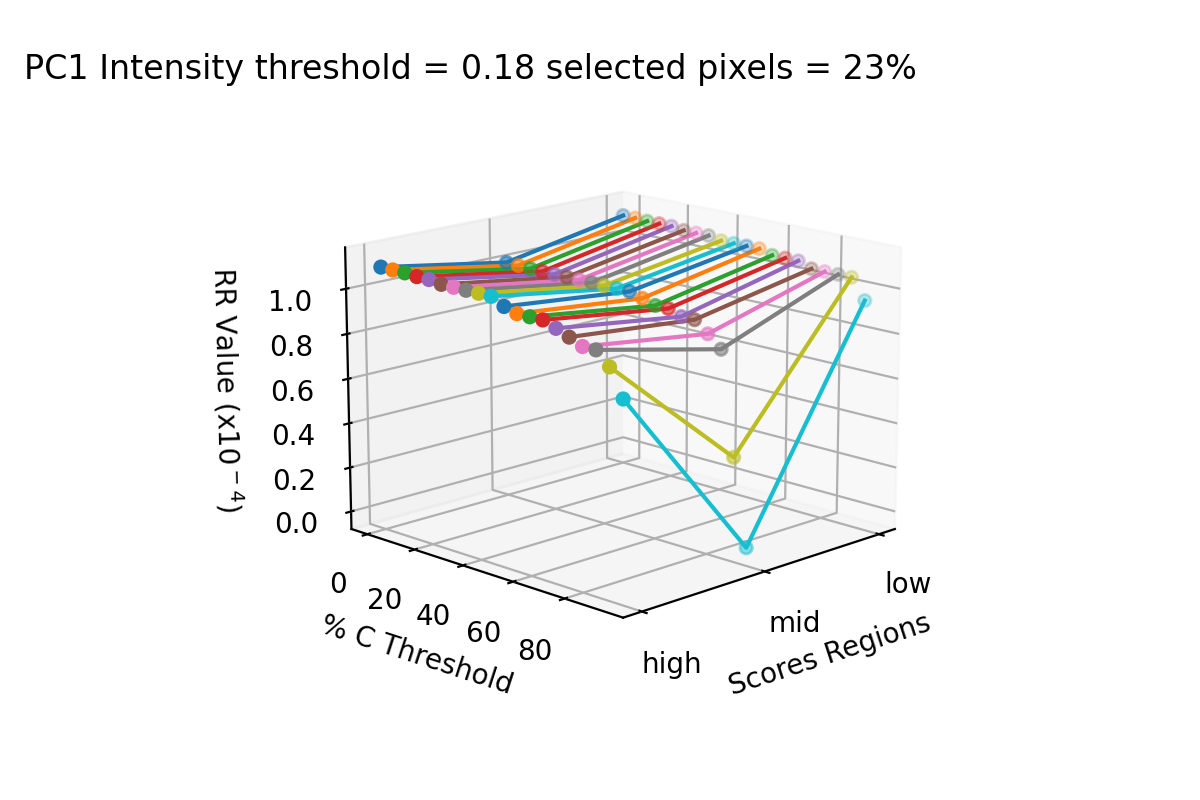 PC1 Intensity threshold = 0.18 selected pixels = 23%
RR Value (x10⁻⁴)
1.0
0.8
0.6
0.4
0.2
0.0
0
20
40
60
80
% C Threshold
high
mid
low
Scores Regions